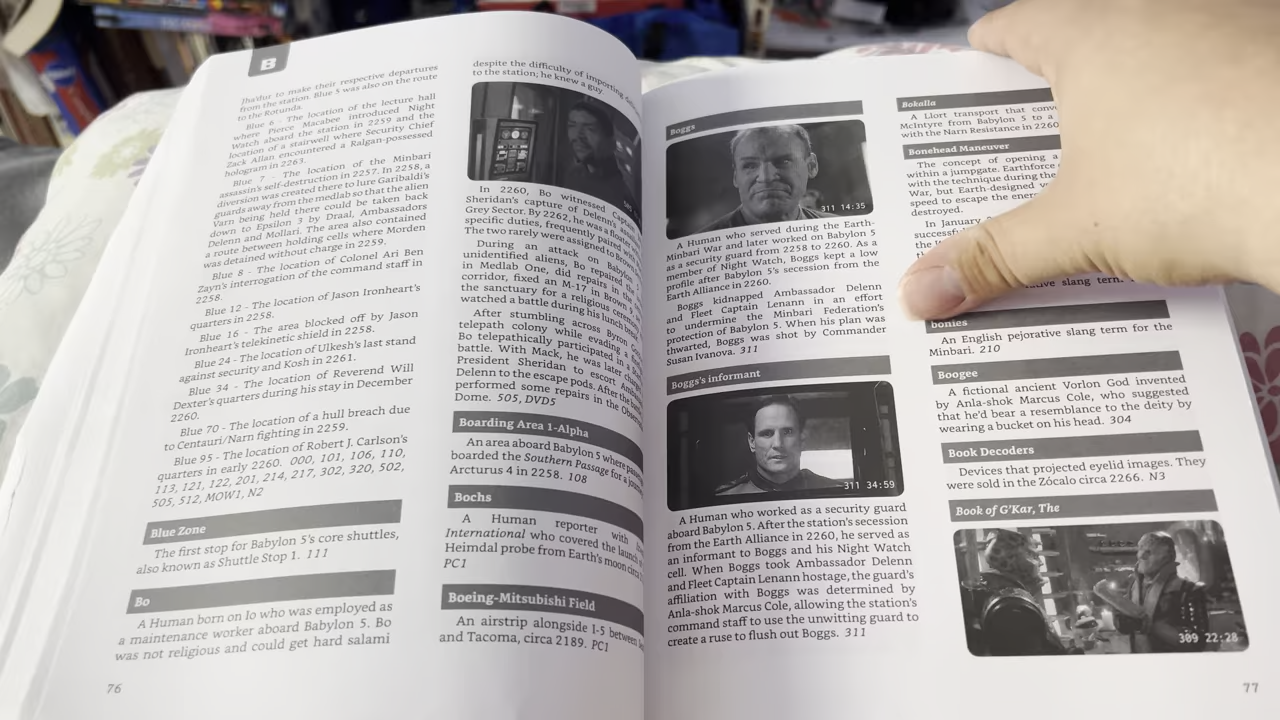 B
Jha'dur to make their respective departures
from the station. Blue 5 was also on the route
to the Rotunda.
Blue 6 - The location of the lecture hall
where Pierce Macabee introduced Night
Watch aboard the station in 2259 and the
location of a stairwell where Security Chief
Zack Allan encountered a Ralgan-possessed
hologram in 2263.
Blue 7 - The location of the Minbari
assassin's self-destruction in 2257. In 2258, a
diversion was created there to lure Garibaldi's
guards away from the medlab so that the alien
Varn being held there could be taken back
down to Epsilon 3 by Draal, Ambassadors
Delenn and Mollari. The area also contained
a route between holding cells where Morden
was detained without charge in 2259.
Blue 8 - The location of Colonel Ari Ben
Zayn's interrogation of the command staff in
2258.
Blue 12 - The location of Jason Ironheart's
quarters in 2258.
Blue 16 - The area blocked off by Jason
Ironheart's telekinetic shield in 2258.
Blue 24 - The location of Ulkesh's last stand
against security and Kosh in 2261.
Blue 34 - The location of Reverend Will
Dexter's quarters during his stay in December
2260.
Blue 70 - The location of a hull breach due
to Centauri/Narn fighting in 2259.
Blue 95 - The location of Robert J. Carlson's
quarters in early 2260. 000, 101, 106, 110,
113, 121, 122, 201, 214, 217, 302, 320, 502,
505, 512, MOW1, N2
Blue Zone
The first stop for Babylon 5's core shuttles,
also known as Shuttle Stop 1. 111
Bo
A Human born on Io who was employed as
a maintenance worker aboard Babylon 5. Bo
was not religious and could get hard salami
76
despite the difficulty of importing
to the station; he knew a guy.
In 2260, Bo witnessed
Sheridan's capture of Delenn's
Grey Sector. By 2262, he was a floater
specific duties, frequently paired
The two rarely were assigned to Brown
During an attack on Babylon
unidentified aliens, Bo repaired
in Medlab One, did repairs in the
corridor, fixed an M-17 in Brown
the sanctuary for a religious
watched a battle during his lunch
After stumbling across Byron
telepath colony while evading a
Bo telepathically participated in a
battle. With Mack, he was later
President Sheridan to escort
Delenn to the escape pods. After the
performed some repairs in the
Dome. 505, DVD5
Boarding Area 1-Alpha
An area aboard Babylon 5 where
boarded the Southern Passage for a
Arcturus 4 in 2258. 108
Bochs
A Human reporter with
International who covered the launch
Heimdal probe from Earth's moon circa
PC1
Boeing-Mitsubishi Field
An airstrip alongside I-5 between
and Tacoma, circa 2189. PC1
Boggs
311 14:35
A Human who served during the Earth-
Minbari War and later worked on Babylon 5
as a security guard from 2258 to 2260. As a
member of Night Watch, Boggs kept a low
profile after Babylon 5's secession from the
Earth Alliance in 2260.
Boggs kidnapped Ambassador Delenn
and Fleet Captain Lenann in an effort
to undermine the Minbari Federation's
protection of Babylon 5. When his plan was
thwarted, Boggs was shot by Commander
Susan Ivanova. 311
Boggs's informant
311 34:59
A Human who worked as a security guard
aboard Babylon 5. After the station's secession
from the Earth Alliance in 2260, he served as
an informant to Boggs and his Night Watch
cell. When Boggs took Ambassador Delenn
and Fleet Captain Lenann hostage, the guard's
affiliation with Boggs was determined by
Anla-shok Marcus Cole, allowing the station's
command staff to use the unwitting guard to
create a ruse to flush out Boggs. 311
Bokalla
A Llort transport that
McIntyre from Babylon 5 to a
with the Narn Resistance in 2260
Bonehead Maneuver
The concept of opening a
within a jumpgate. Earthforce
with the technique during the
War, but Earth-designed
speed to escape the
destroyed.
In January
the
slang term.
Bonies
An English pejorative slang term for the
Minbari. 210
Boogee
A fictional ancient Vorlon God invented
by Anla-shok Marcus Cole, who suggested
that he'd bear a resemblance to the deity by
wearing a bucket on his head. 304
Book Decoders
Devices that projected eyelid images. They
were sold in the Zócalo circa 2266. N3
Book of G'Kar, The
309 22:28
77